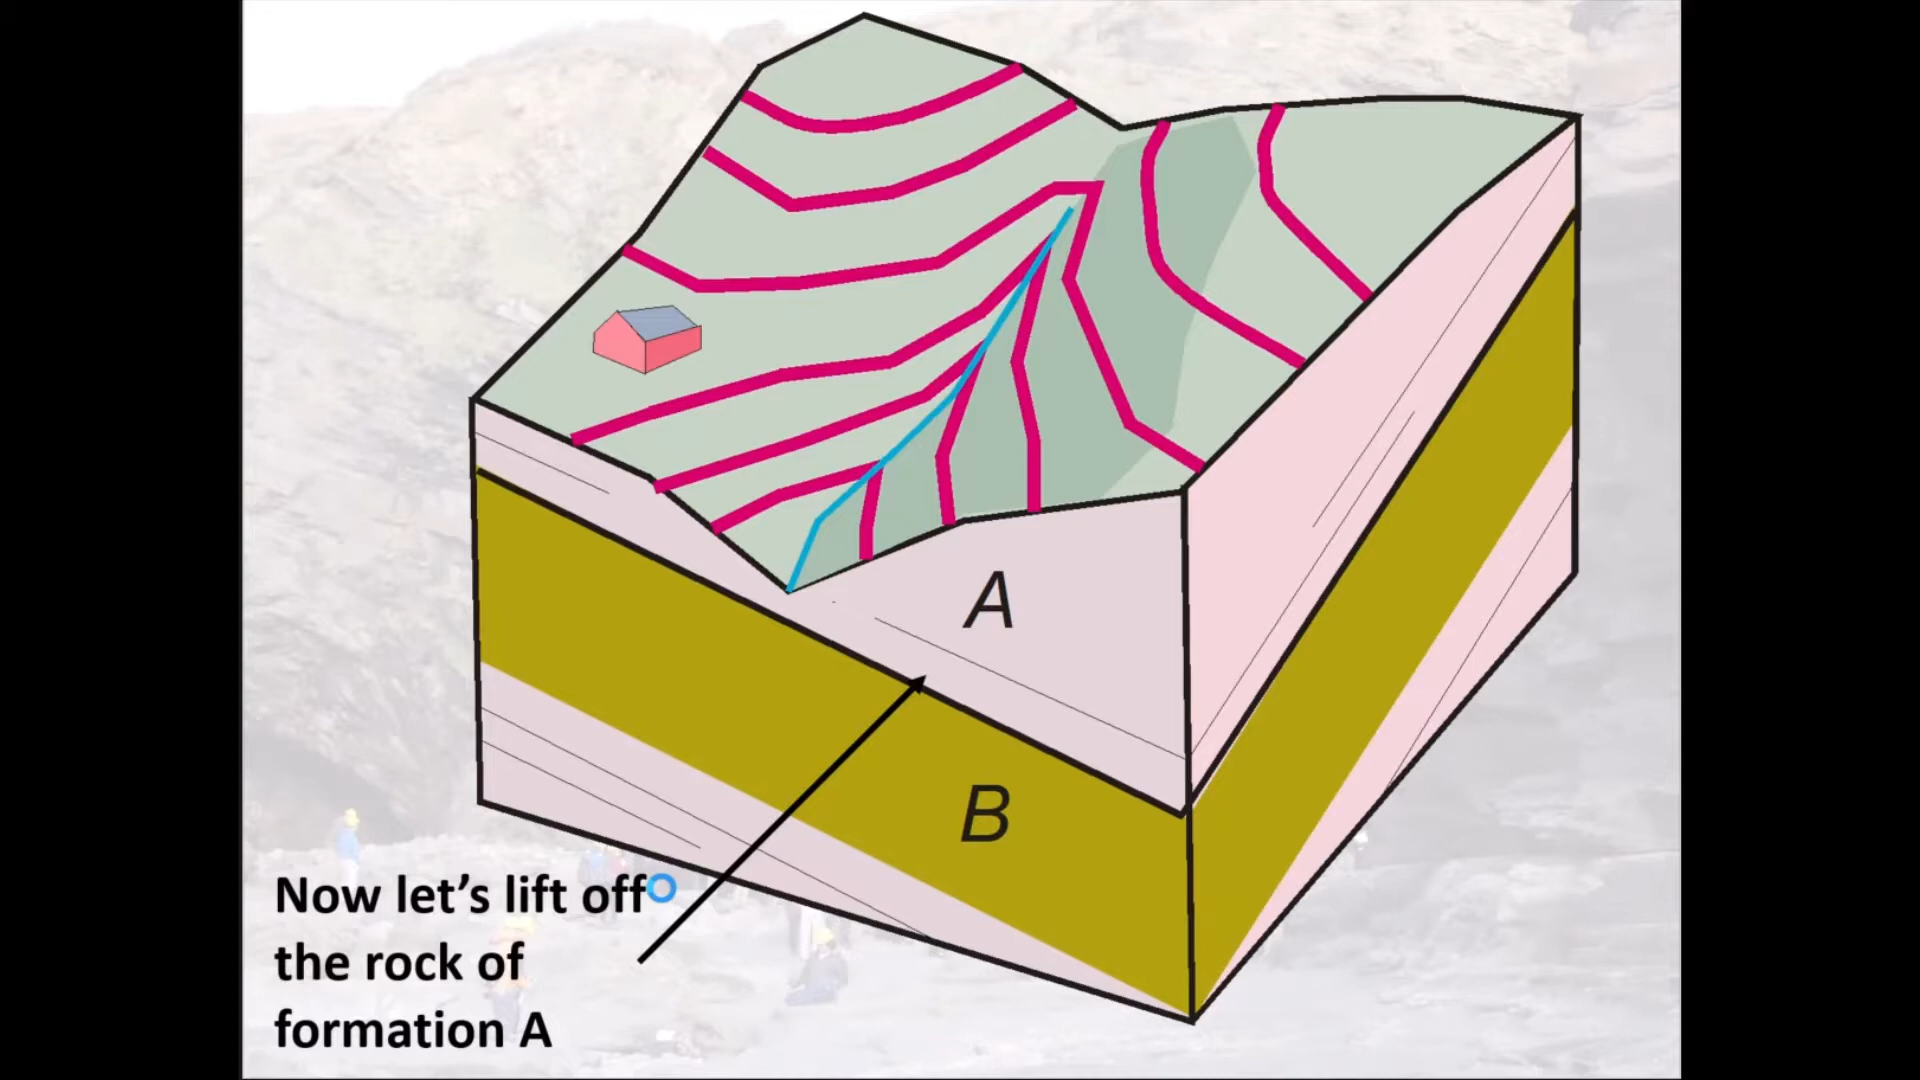 A
B
Now let’s lift off
the rock of
formation A